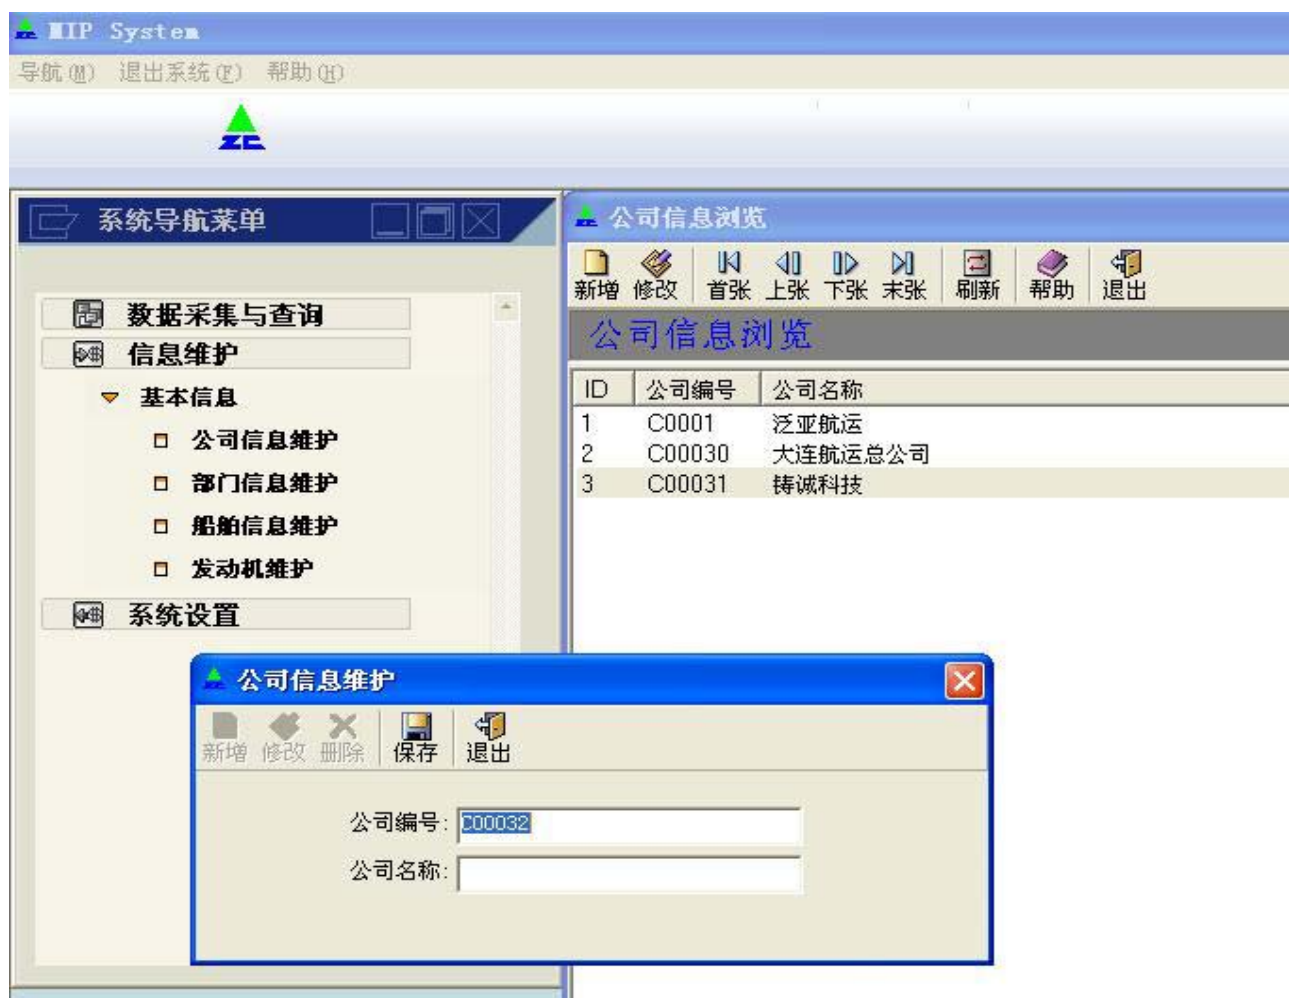 MIP System
导航(M) 退出系统(F) 帮助(H)
ZC
系统导航菜单
数据采集与查询
信息维护
基本信息
公司信息维护
部门信息维护
船舶信息维护
发动机维护
系统设置
公司信息浏览
新增 修改 首张 上张 下张 末张 刷新 帮助 退出
公司信息浏览
ID 公司编号 公司名称
1 C0001 泛亚航运
2 C00030 大连航运总公司
3 C00031 铸诚科技
公司信息维护
新增 修改 删除 保存 退出
公司编号: C00032
公司名称: